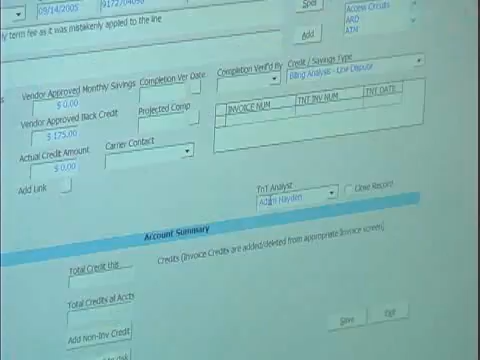 09/14/2005
9172704090
Access Circuits
ARD
ATM
ly term fee as it was mistakenly applied to the line
Add
Vendor Approved Monthly Savings
Completion Ver Date
Completion Verif'd By
Credit / Savings Type
$ 0.00
Billing Analysis - Line Disputor
Vendor Approved Back Credit
Projected Comp
INVOICE NUM
TNT INV NUM
TNT DATE
$ 175.00
Actual Credit Amount
Carrier Contact
$ 0.00
Add Link
TnT Analyst
Adam Hayden
Close Record
Account Summary
Total Credit this
Credits (Invoice Credits are added/deleted from appropriate Invoice screen)
Total Credits al Accts
Add Non-Inv Credit
Save
Exit